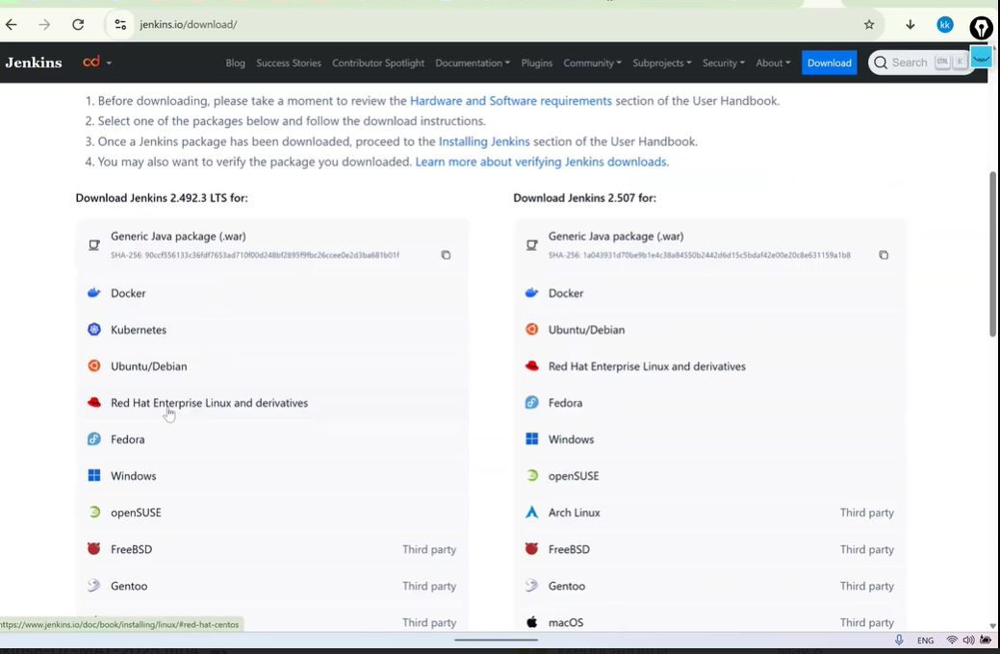 jenkins.io/download/
kk
Jenkins
cd
Blog Success Stories Contributor Spotlight Documentation Plugins Community Subprojects Security About Download Search CTRL K
1. Before downloading, please take a moment to review the Hardware and Software requirements section of the User Handbook.
2. Select one of the packages below and follow the download instructions.
3. Once a Jenkins package has been downloaded, proceed to the Installing Jenkins section of the User Handbook.
4. You may also want to verify the package you downloaded. Learn more about verifying Jenkins downloads.
Download Jenkins 2.492.3 LTS for:
Generic Java package (.war)
SHA-256: 90ccf556133c36fdf7653ad710f00d248bf2895f9fbc26ccee0e2d3ba681b01f
Docker
Kubernetes
Ubuntu/Debian
Red Hat Enterprise Linux and derivatives
Fedora
Windows
openSUSE
FreeBSD Third party
Gentoo Third party
Third party
Download Jenkins 2.507 for:
Generic Java package (.war)
SHA-256: 1a043931d70be9b1e4c38a84550b2442d6d15c5bdaf42e00e20c8e631159a1b8
Docker
Ubuntu/Debian
Red Hat Enterprise Linux and derivatives
Fedora
Windows
openSUSE
Arch Linux Third party
FreeBSD Third party
Gentoo Third party
macOS Third party
https://www.jenkins.io/doc/book/installing/linux/#red-hat-centos
ENG